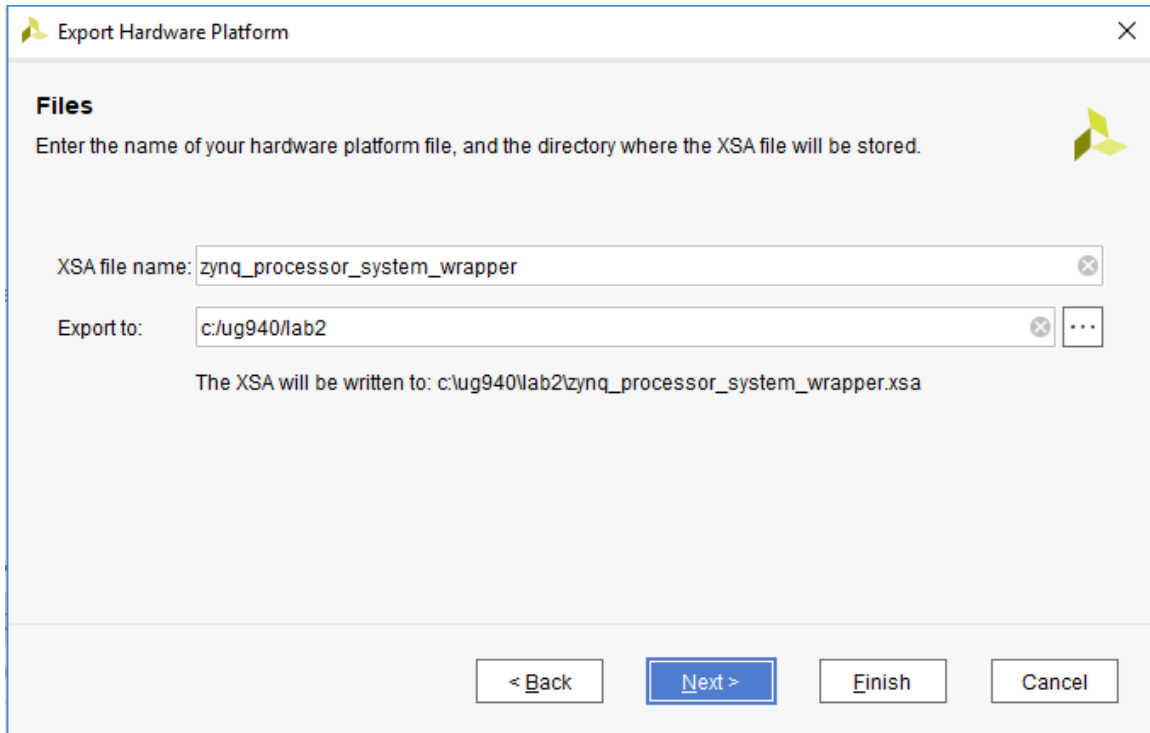 Export Hardware Platform
Files
Enter the name of your hardware platform file, and the directory where the XSA file will be stored.
XSA file name: zynq_processor_system_wrapper
Export to: c:/ug940/lab2 ...
The XSA will be written to: c:\ug940\lab2\zynq_processor_system_wrapper.xsa
< Back Next > Finish Cancel